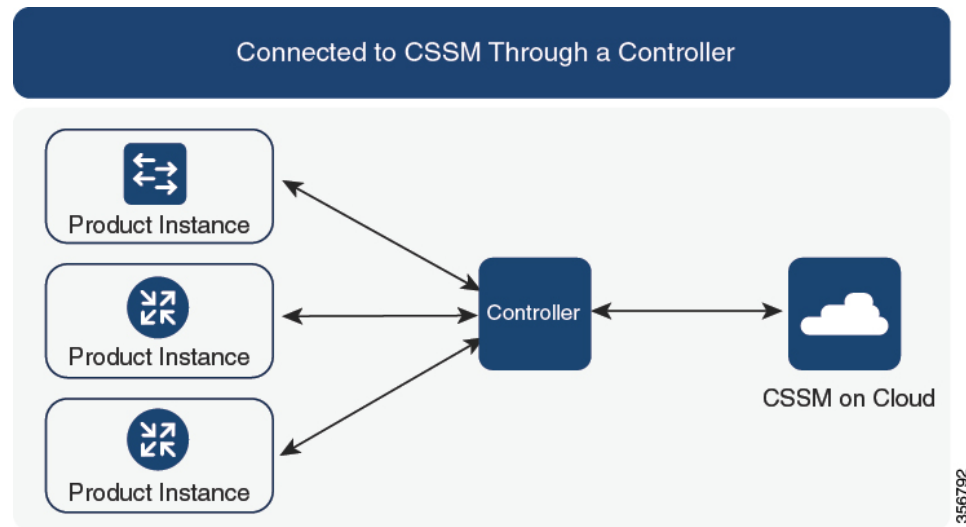 Connected to CSSM Through a Controller
Product Instance
Product Instance
Product Instance
Controller
CSSM on Cloud
356792